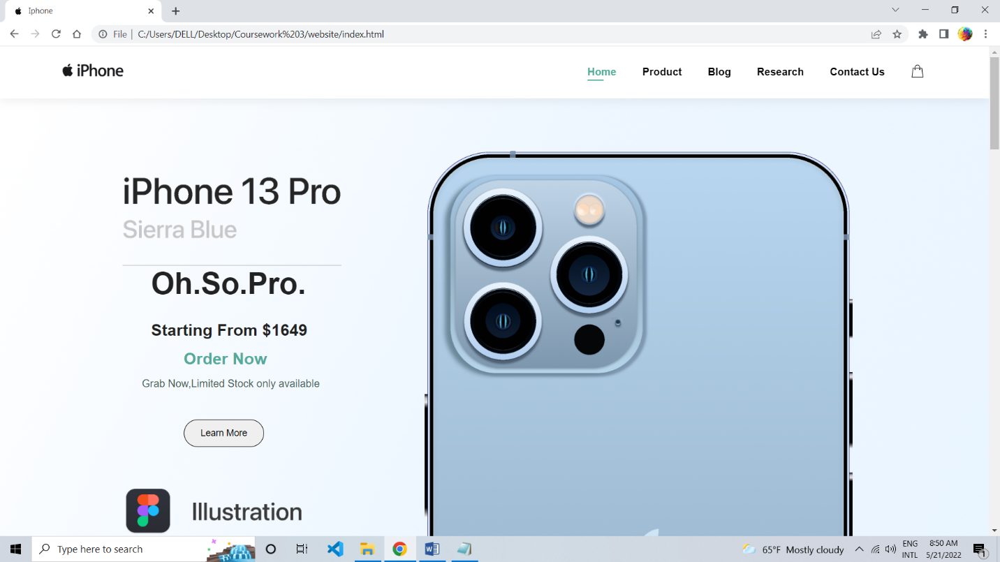 Iphone
File | C:/Users/DELL/Desktop/Coursework%203/website/index.html
iPhone
Home Product Blog Research Contact Us
iPhone 13 Pro
Sierra Blue
Oh.So.Pro.
Starting From $1649
Order Now
Grab Now,Limited Stock only available
Learn More
Illustration
Type here to search
65°F Mostly cloudy
ENG
INTL
8:50 AM
5/21/2022
1